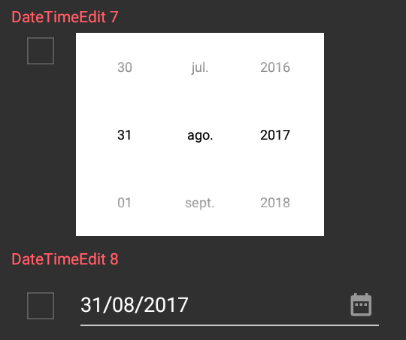 DateTimeEdit 7
30 jul. 2016
31 ago. 2017
01 sept. 2018
DateTimeEdit 8
31/08/2017